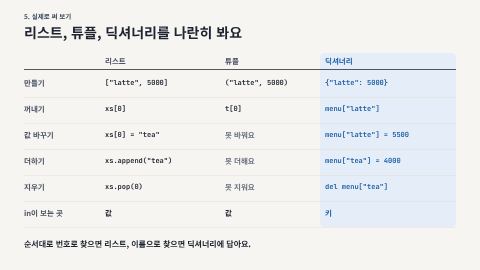 5. 실제로 써 보기
리스트, 튜플, 딕셔너리를 나란히 봐요
리스트 튜플 딕셔너리
만들기 ["latte", 5000] ("latte", 5000) {"latte": 5000}
꺼내기 xs[0] t[0] menu["latte"]
값 바꾸기 xs[0] = "tea" 못 바꿔요 menu["latte"] = 5500
더하기 xs.append("tea") 못 더해요 menu["tea"] = 4000
지우기 xs.pop(0) 못 지워요 del menu["tea"]
in이 보는 곳 값 값 키
순서대로 번호로 찾으면 리스트, 이름으로 찾으면 딕셔너리에 담아요.